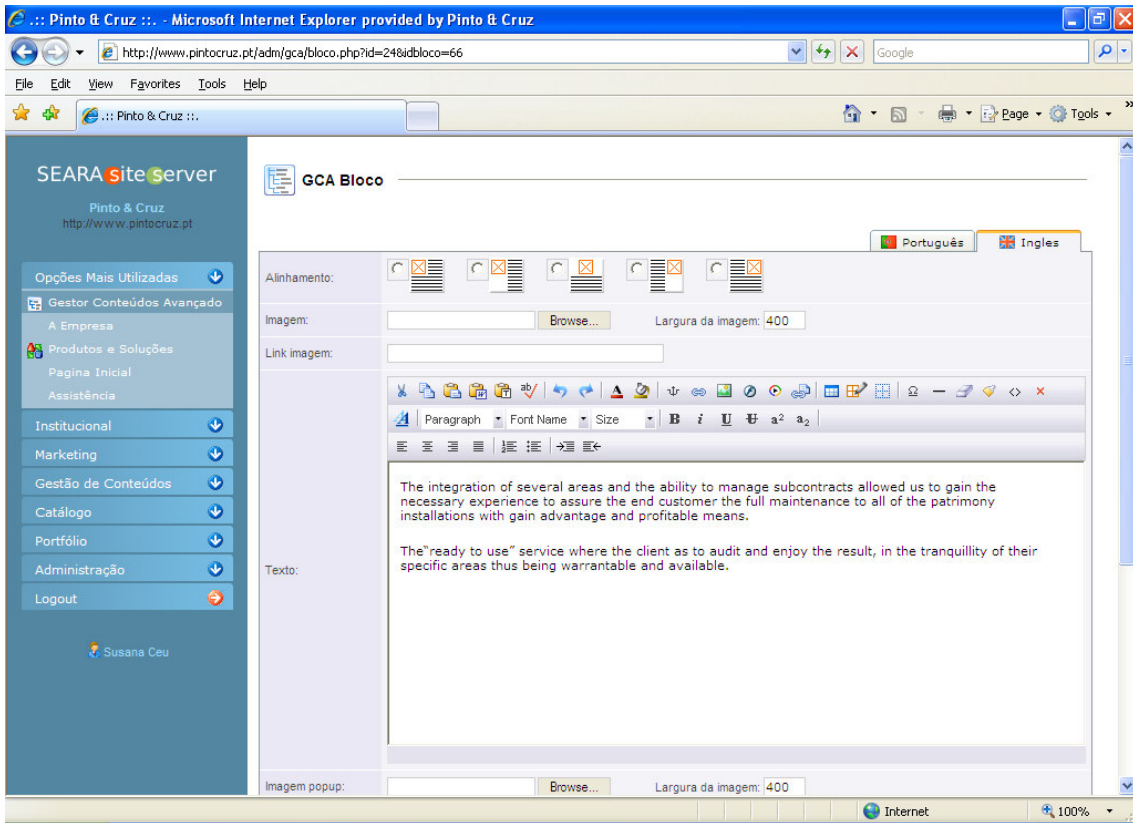 .:: Pinto & Cruz ::. - Microsoft Internet Explorer provided by Pinto & Cruz
http://www.pintocruz.pt/adm/gca/bloco.php?id=24&idbloco=66
Google
File Edit View Favorites Tools Help
.:: Pinto & Cruz ::.
Page Tools
SEARA site server
Pinto & Cruz
http://www.pintocruz.pt
GCA Bloco
Português Ingles
Opções Mais Utilizadas
Gestor Conteúdos Avançado
A Empresa
Produtos e Soluções
Pagina Inicial
Assistência
Institucional
Marketing
Gestão de Conteúdos
Catálogo
Portfólio
Administração
Logout
Susana Ceu
Alinhamento:
Imagem: Browse... Largura da imagem: 400
Link imagem:
Paragraph Font Name Size B i U U a² a₂
Texto:
The integration of several areas and the ability to manage subcontracts allowed us to gain the
necessary experience to assure the end customer the full maintenance to all of the patrimony
installations with gain advantage and profitable means.
The“ready to use” service where the client as to audit and enjoy the result, in the tranquillity of their
specific areas thus being warrantable and available.
Imagem popup: Browse... Largura da imagem: 400
Internet 100%